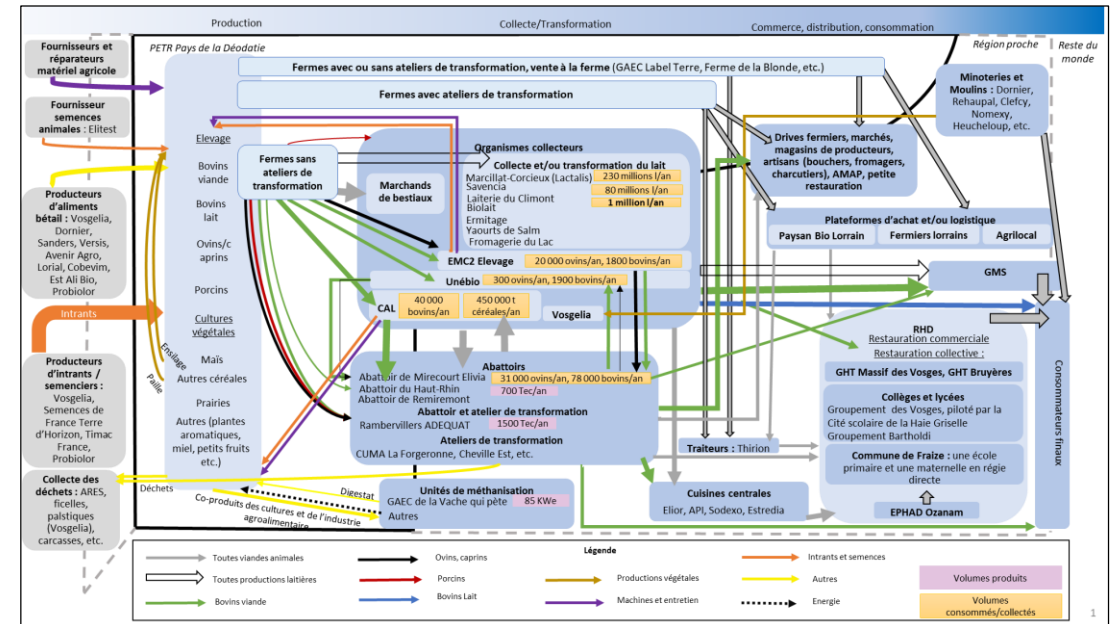 Production
Collecte/Transformation
Commerce, distribution, consommation
PETR Pays de la Déodatie
Région proche
Reste du
monde
Fournisseurs et
réparateurs
matériel agricole
Fournisseur
semences
animales : Elitest
Producteurs
d'aliments
bétail : Vosgelia,
Dornier,
Sanders, Versis,
Avenir Agro,
Lorial, Cobevim,
Est Ali Bio,
Probiolor
Intrants
Producteurs
d'intrants /
semenciers :
Vosgelia,
Semences de
France Terre
d'Horizon, Timac
France,
Probiolor
Collecte des
déchets : ARES,
ficelles,
palstiques
(Vosgelia),
carcasses, etc.
Elevage
Bovins
viande
Bovins
lait
Ovins/c
aprins
Porcins
Cultures
végétales
Maïs
Autres céréales
Prairies
Autres (plantes
aromatiques,
miel, petits fruits
etc.)
Ensilage
Paille
Déchets
Co-produits des cultures et de l'industrie
agroalimentaire
Digestat
Fermes avec ou sans ateliers de transformation, vente à la ferme (GAEC Label Terre, Ferme de la Blonde, etc.)
Fermes avec ateliers de transformation
Fermes sans
ateliers de
transformation
Marchands
de bestiaux
Organismes collecteurs
Collecte et/ou transformation du lait
Marcillat-Corcieux (Lactalis) 230 millions l/an
Savencia 80 millions l/an
Laiterie du Climont 1 million l/an
Biolait
Ermitage
Yaourts de Salm
Fromagerie du Lac
EMC2 Elevage 20 000 ovins/an, 1800 bovins/an
Unébio 300 ovins/an, 1900 bovins/an
CAL
40 000
bovins/an
450 000 t
céréales/an
Vosgelia
Abattoirs
Abattoir de Mirecourt Elivia 31 000 ovins/an, 78 000 bovins/an
Abattoir du Haut-Rhin 700 Tec/an
Abattoir de Remiremont
Abattoir et atelier de transformation
Rambervillers ADEQUAT 1500 Tec/an
Ateliers de transformation
CUMA La Forgeronne, Cheville Est, etc.
Unités de méthanisation
GAEC de la Vache qui pète 85 KWe
Autres
Minoteries et
Moulins : Dornier,
Rehaupal, Clefcy,
Nomexy,
Heucheloup, etc.
Drives fermiers, marchés,
magasins de producteurs,
artisans (bouchers, fromagers,
charcutiers), AMAP, petite
restauration
Plateformes d'achat et/ou logistique
Paysan Bio Lorrain Fermiers lorrains Agrilocal
GMS
RHD
Restauration commerciale
Restauration collective :
GHT Massif des Vosges, GHT Bruyères
Collèges et lycées
Groupement des Vosges, piloté par la
Cité scolaire de la Haie Griselle
Groupement Bartholdi
Commune de Fraize : une école
primaire et une maternelle en régie
directe
EPHAD Ozanam
Traiteurs : Thirion
Cuisines centrales
Elior, API, Sodexo, Estredia
Consommateurs finaux
Légende
Toutes viandes animales
Toutes productions laitières
Bovins viande
Ovins, caprins
Porcins
Bovins Lait
Productions végétales
Machines et entretien
Intrants et semences
Autres
Energie
Volumes produits
Volumes
consommés/collectés
1